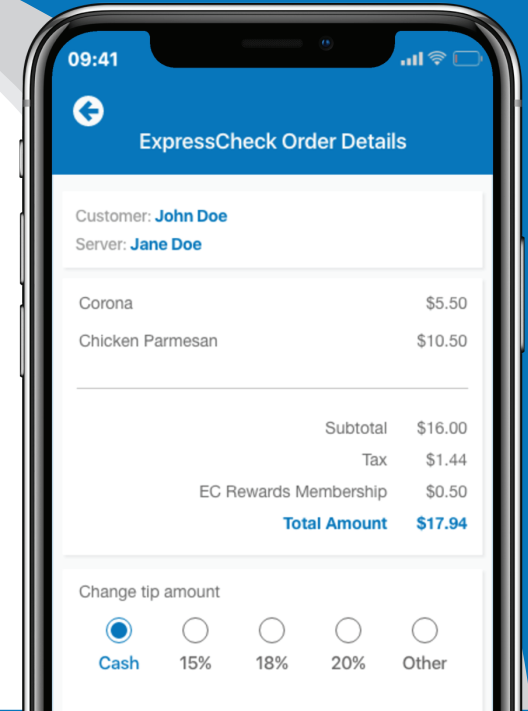 09:41
ExpressCheck Order Details
Customer: John Doe
Server: Jane Doe
Corona $5.50
Chicken Parmesan $10.50
Subtotal $16.00
Tax $1.44
EC Rewards Membership $0.50
Total Amount $17.94
Change tip amount
Cash 15% 18% 20% Other